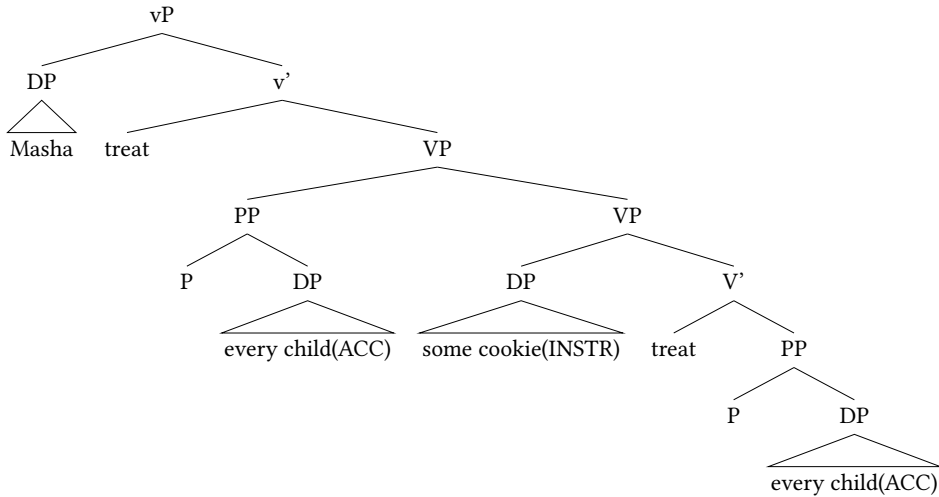 vP
DP v’
Masha treat VP
PP VP
P DP DP V’
every child(ACC) some cookie(INSTR) treat PP
P DP
every child(ACC)